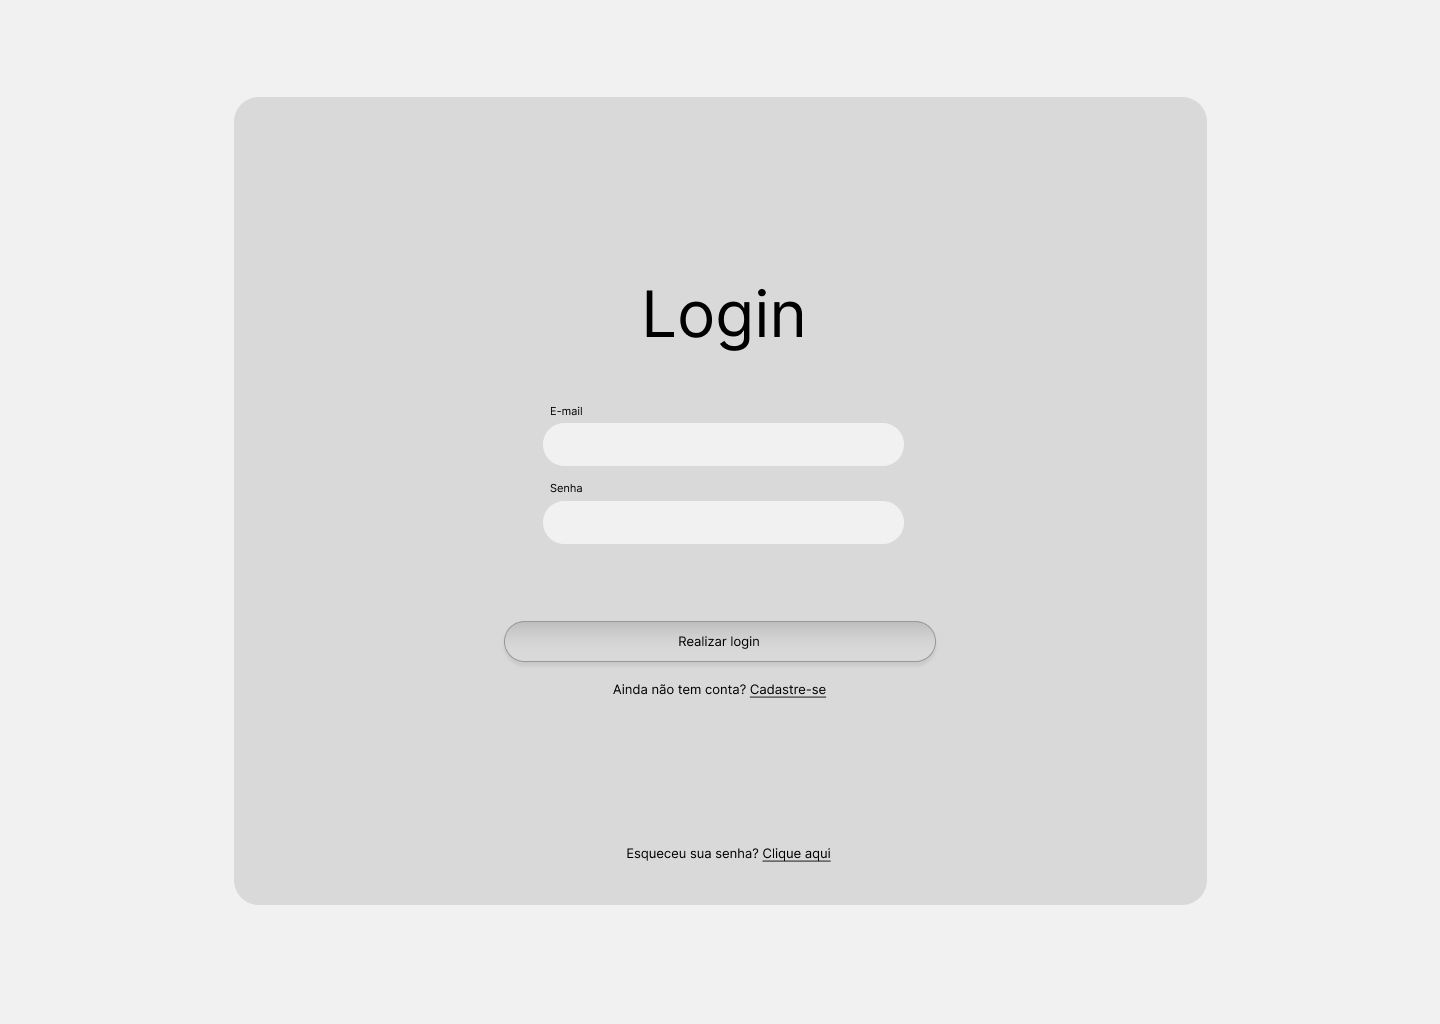 Login
E-mail
Senha
Realizar login
Ainda não tem conta? Cadastre-se
Esqueceu sua senha? Clique aqui